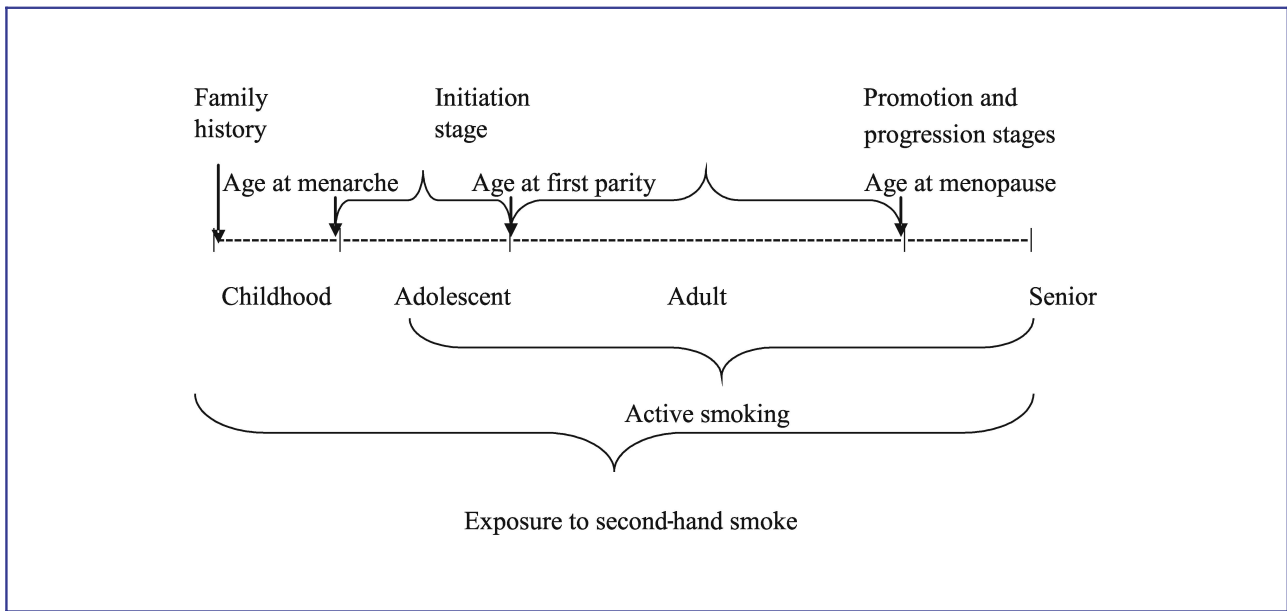 Family
history
Initiation
stage
Promotion and
progression stages
Age at menarche
Age at first parity
Age at menopause
Childhood
Adolescent
Adult
Senior
Active smoking
Exposure to second-hand smoke